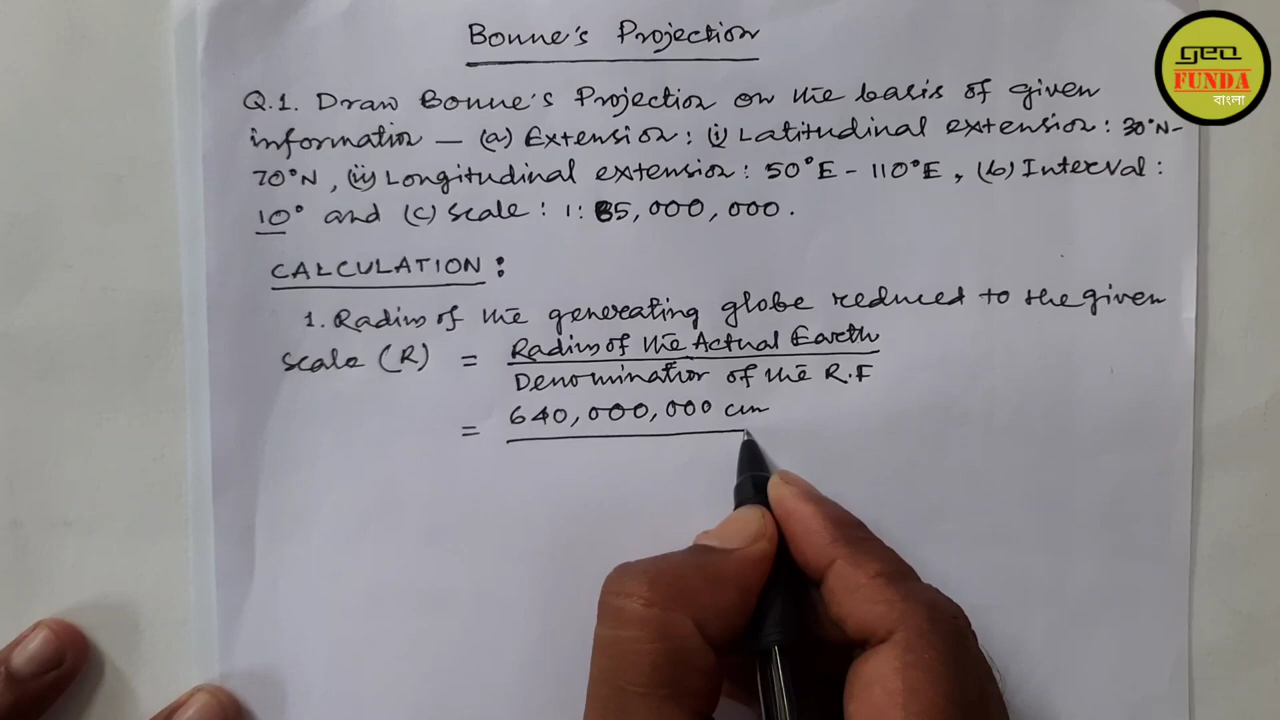 Bonne's Projection
Q.1. Draw Bonne's Projection on the basis of given
information — (a) Extension: (i) Latitudinal extension: 30°N-
70°N, (ii) Longitudinal extension: 50°E - 110°E, (b) Interval:
10° and (c) Scale: 1: 85,000,000.
CALCULATION:
1. Radius of the generating globe reduced to the given
scale (R) = Radius of the Actual Earth
Denominator of the R.F
= 640,000,000 cm
geo
FUNDA
বাংলা